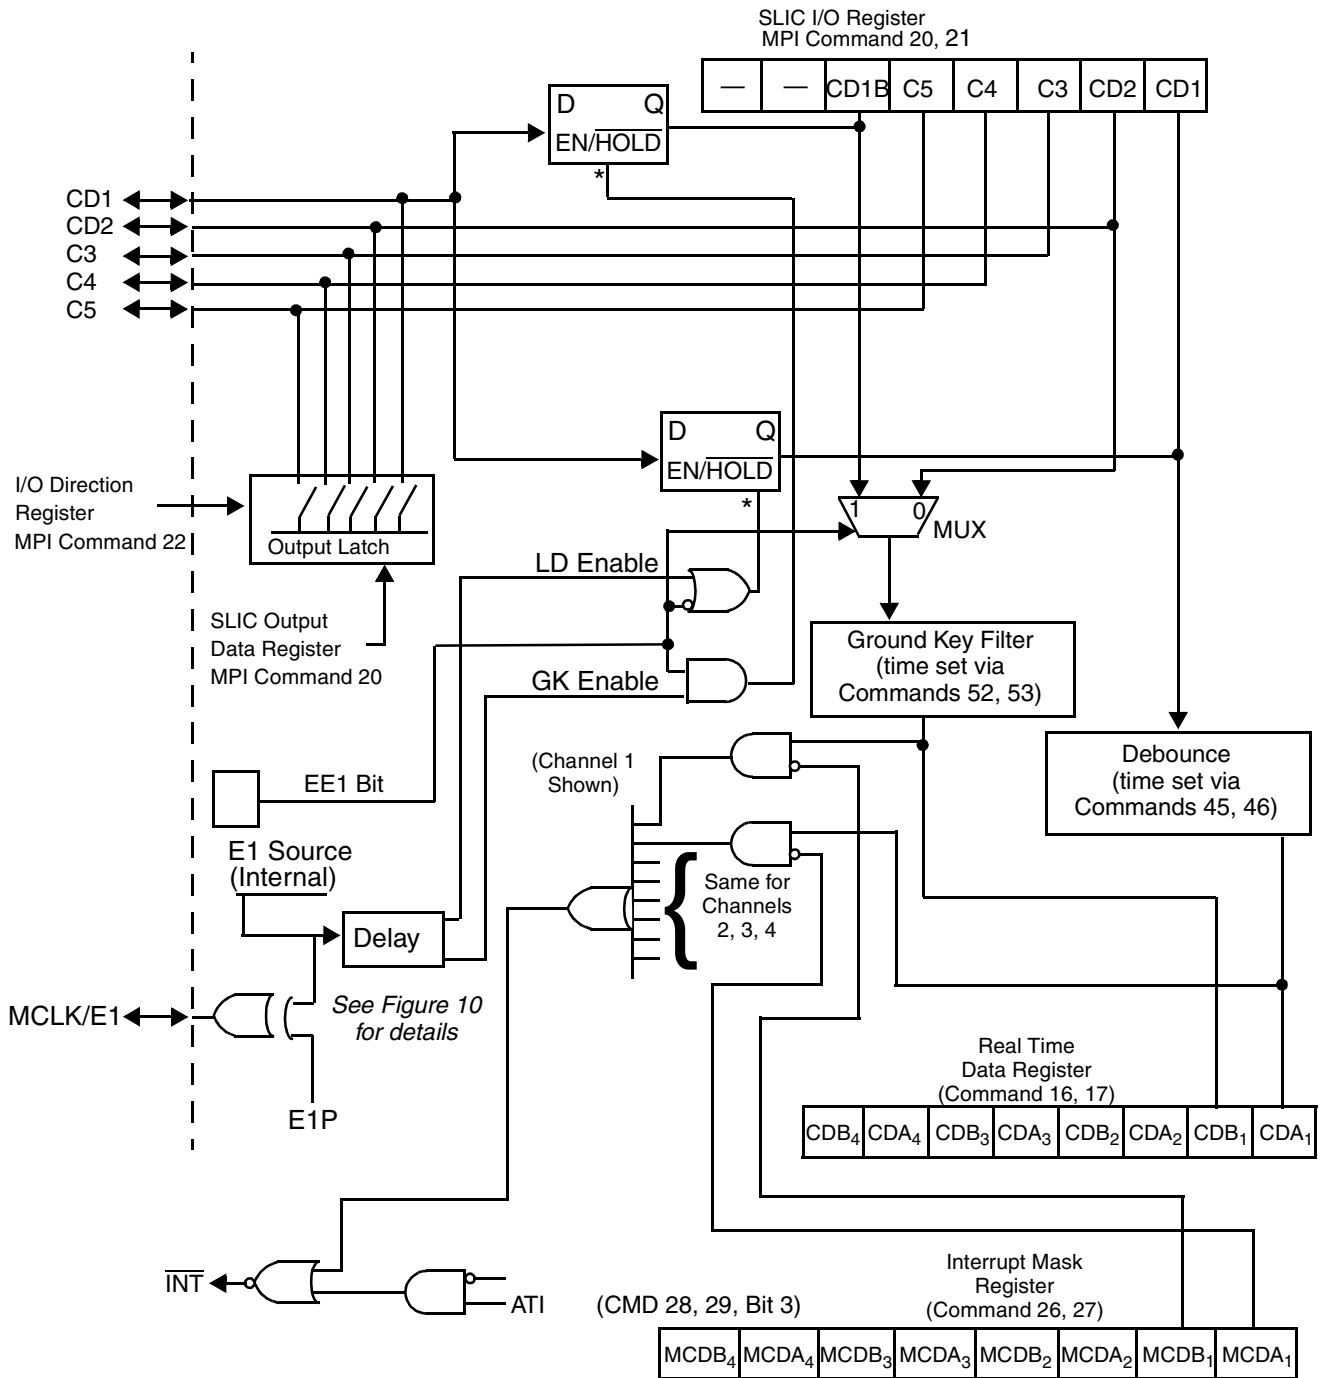 SLIC I/O Register
MPI Command 20, 21
— — CD1B C5 C4 C3 CD2 CD1
D Q
EN/HOLD
*
CD1
CD2
C3
C4
C5
D Q
EN/HOLD
*
I/O Direction
Register
MPI Command 22
Output Latch
1 0
MUX
LD Enable
SLIC Output
Data Register
MPI Command 20
GK Enable
Ground Key Filter
(time set via
Commands 52, 53)
(Channel 1
Shown)
Debounce
(time set via
Commands 45, 46)
EE1 Bit
E1 Source
(Internal)
Same for
Channels
2, 3, 4
{
Delay
See Figure 10
for details
MCLK/E1
E1P
Real Time
Data Register
(Command 16, 17)
CDB4 CDA4 CDB3 CDA3 CDB2 CDA2 CDB1 CDA1
INT
ATI
(CMD 28, 29, Bit 3)
Interrupt Mask
Register
(Command 26, 27)
MCDB4 MCDA4 MCDB3 MCDA3 MCDB2 MCDA2 MCDB1 MCDA1